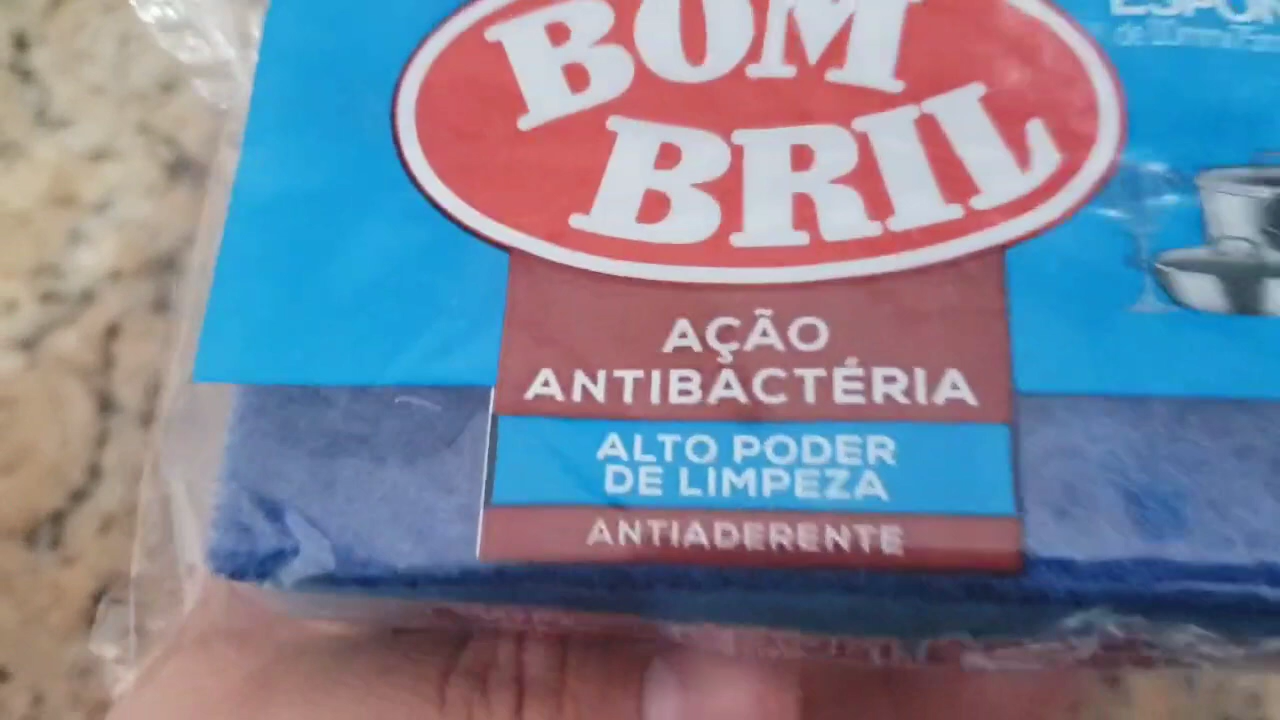 BOM
BRIL
AÇÃO
ANTIBACTÉRIA
ALTO PODER
DE LIMPEZA
ANTIADERENTE